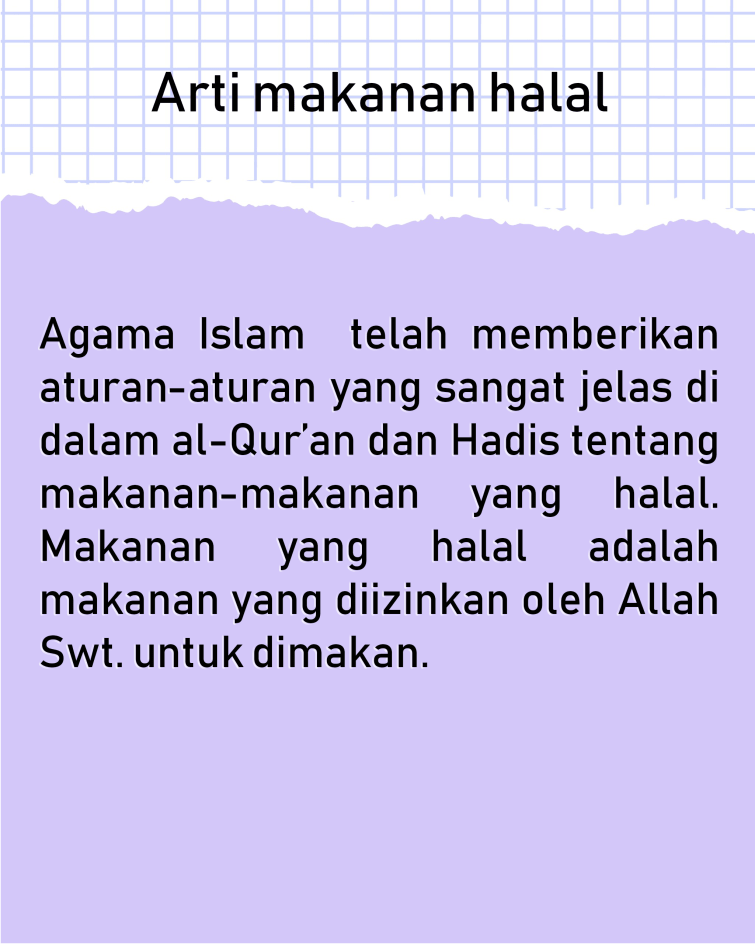 Arti makanan halal
Agama Islam telah memberikan
aturan-aturan yang sangat jelas di
dalam al-Qur’an dan Hadis tentang
makanan-makanan yang halal.
Makanan yang halal adalah
makanan yang diizinkan oleh Allah
Swt. untuk dimakan.